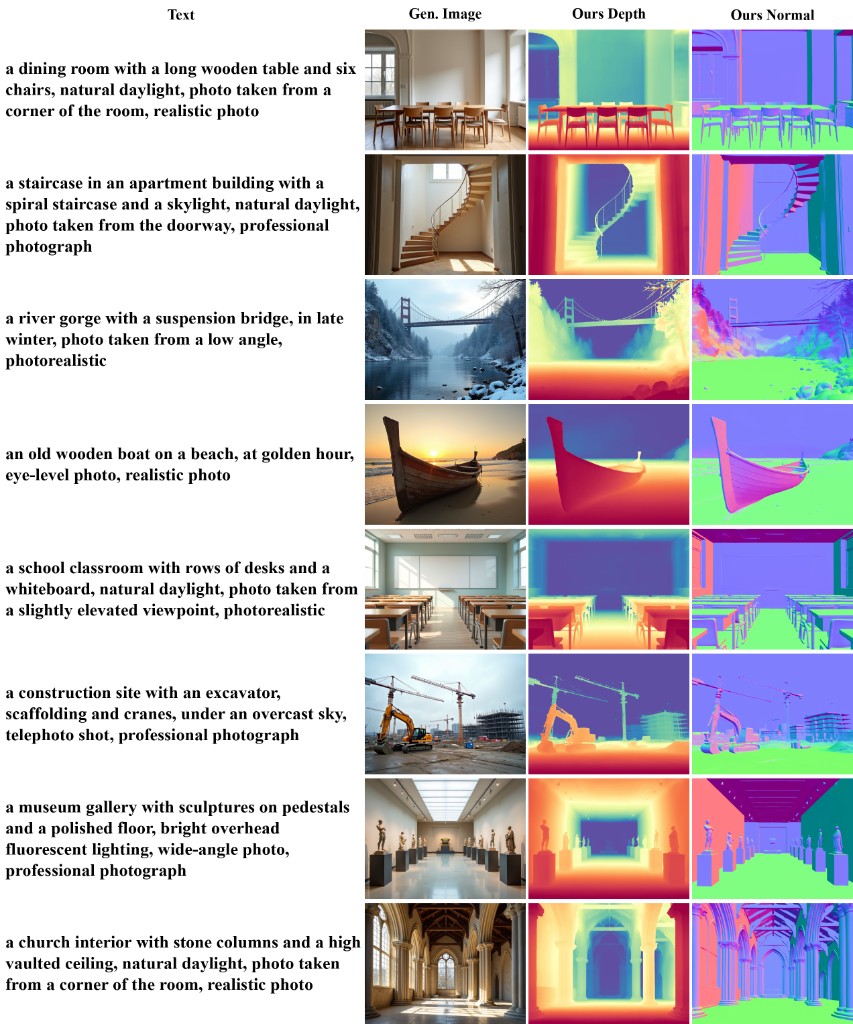 Text
Gen. Image
Ours Depth
Ours Normal
a dining room with a long wooden table and six
chairs, natural daylight, photo taken from a
corner of the room, realistic photo
a staircase in an apartment building with a
spiral staircase and a skylight, natural daylight,
photo taken from the doorway, professional
photograph
a river gorge with a suspension bridge, in late
winter, photo taken from a low angle,
photorealistic
an old wooden boat on a beach, at golden hour,
eye-level photo, realistic photo
a school classroom with rows of desks and a
whiteboard, natural daylight, photo taken from
a slightly elevated viewpoint, photorealistic
a construction site with an excavator,
scaffolding and cranes, under an overcast sky,
telephoto shot, professional photograph
a museum gallery with sculptures on pedestals
and a polished floor, bright overhead
fluorescent lighting, wide-angle photo,
professional photograph
a church interior with stone columns and a high
vaulted ceiling, natural daylight, photo taken
from a corner of the room, realistic photo